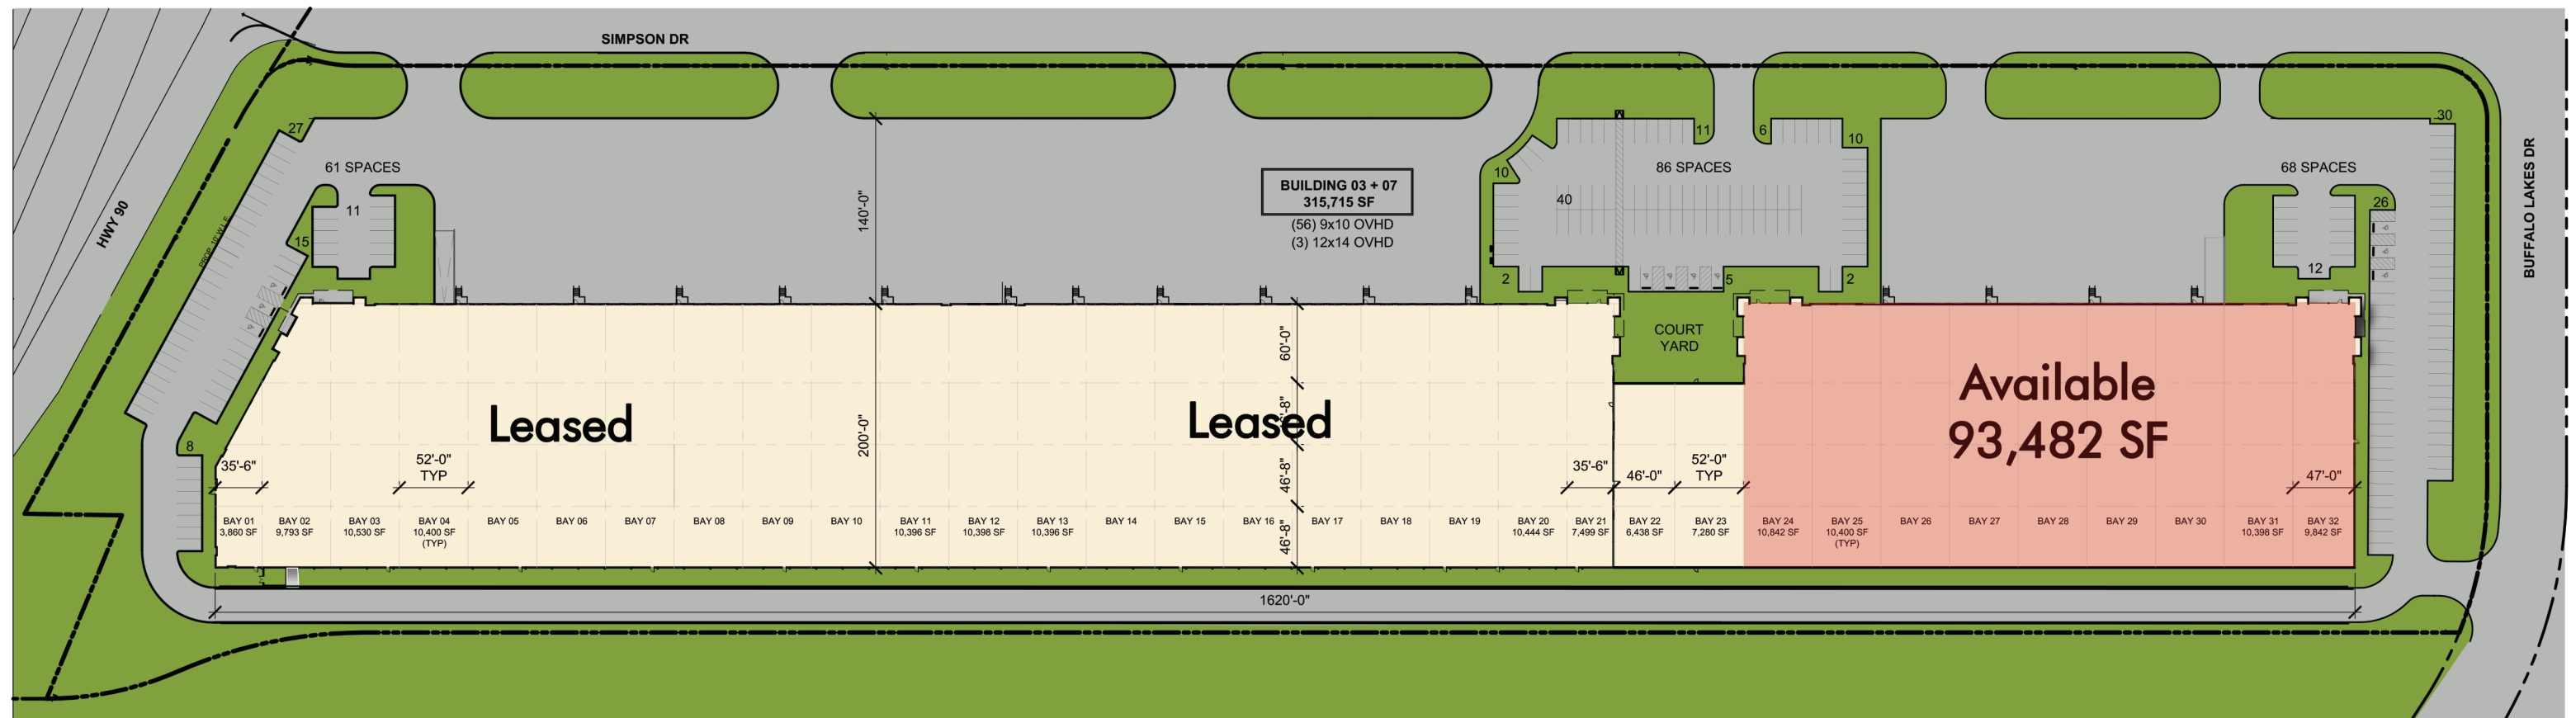 SIMPSON DR
HWY 90
BUFFALO LAKES DR
27
61 SPACES
11
15
8
140'-0"
BUILDING 03 + 07
315,715 SF
(56) 9x10 OVHD
(3) 12x14 OVHD
10
11
6
10
86 SPACES
40
2
5
2
30
68 SPACES
26
12
COURT
YARD
60'-0"
200'-0"
46'-8"
46'-8"
Leased
Leased
Available
93,482 SF
35'-6"
52'-0"
TYP
35'-6"
46'-0"
52'-0"
TYP
47'-0"
BAY 01
3,860 SF
BAY 02
9,793 SF
BAY 03
10,530 SF
BAY 04
10,400 SF
(TYP)
BAY 05
BAY 06
BAY 07
BAY 08
BAY 09
BAY 10
BAY 11
10,396 SF
BAY 12
10,398 SF
BAY 13
10,396 SF
BAY 14
BAY 15
BAY 16
BAY 17
BAY 18
BAY 19
BAY 20
10,444 SF
BAY 21
7,499 SF
BAY 22
6,438 SF
BAY 23
7,280 SF
BAY 24
10,842 SF
BAY 25
10,400 SF
(TYP)
BAY 26
BAY 27
BAY 28
BAY 29
BAY 30
BAY 31
10,398 SF
BAY 32
9,842 SF
1620'-0"